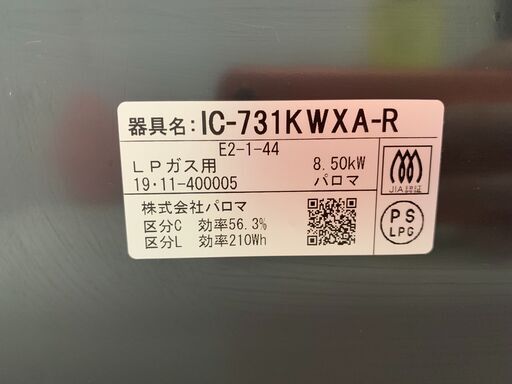 器具名:IC-731KWXA-R
E2-1-44
LPガス用 8.50kW
19・11-400005 パロマ
株式会社パロマ
区分C 効率56.3%
区分L 効率210Wh
JIA認証
PS
LPG